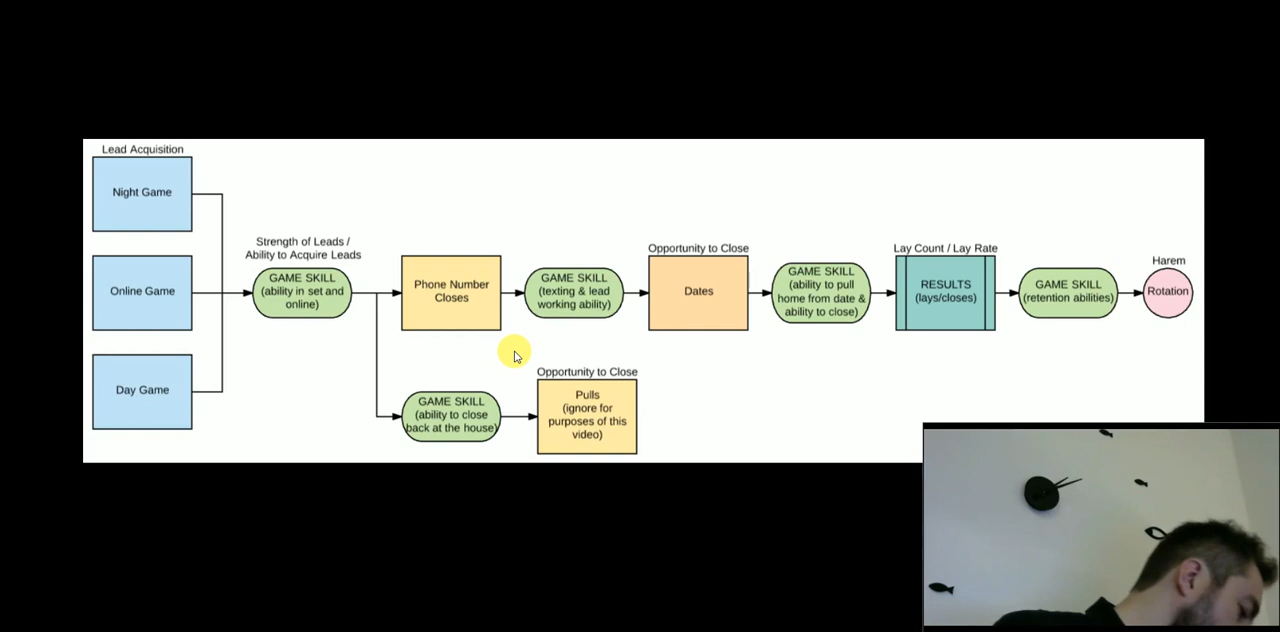 Lead Acquisition
Night Game
Online Game
Day Game
Strength of Leads /
Ability to Acquire Leads
GAME SKILL
(ability in set and
online)
Phone Number
Closes
GAME SKILL
(texting & lead
working ability)
Opportunity to Close
Dates
GAME SKILL
(ability to pull
home from date &
ability to close)
Lay Count / Lay Rate
RESULTS
(lays/closes)
GAME SKILL
(retention abilities)
Harem
Rotation
GAME SKILL
(ability to close
back at the house)
Opportunity to Close
Pulls
(ignore for
purposes of this
video)